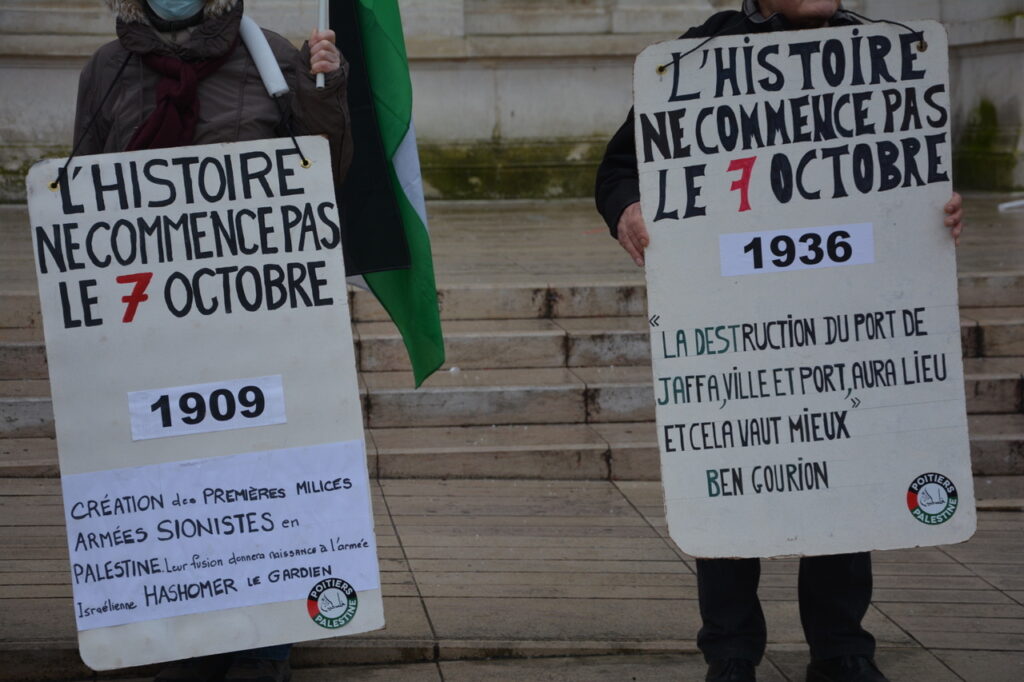 L'HISTOIRE
NE COMMENCE PAS
LE 7 OCTOBRE
1909
CRÉATION des PREMIÈRES MILICES
ARMÉES SIONISTES en
PALESTINE. Leur fusion donnera naissance à l'armée
Israélienne HASHOMER LE GARDIEN
POITIERS
PALESTINE
L'HISTOIRE
NE COMMENCE PAS
LE 7 OCTOBRE
1936
« LA DESTRUCTION DU PORT DE
JAFFA, VILLE ET PORT, AURA LIEU
ET CELA VAUT MIEUX »
BEN GOURION
POITIERS
PALESTINE